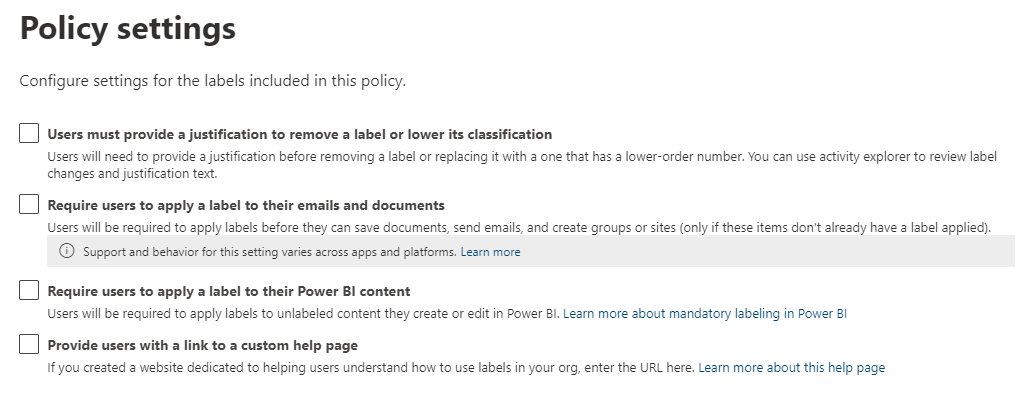 Policy settings
Configure settings for the labels included in this policy.
Users must provide a justification to remove a label or lower its classification
Users will need to provide a justification before removing a label or replacing it with a one that has a lower-order number. You can use activity explorer to review label
changes and justification text.
Require users to apply a label to their emails and documents
Users will be required to apply labels before they can save documents, send emails, and create groups or sites (only if these items don't already have a label applied).
Support and behavior for this setting varies across apps and platforms. Learn more
Require users to apply a label to their Power BI content
Users will be required to apply labels to unlabeled content they create or edit in Power BI. Learn more about mandatory labeling in Power BI
Provide users with a link to a custom help page
If you created a website dedicated to helping users understand how to use labels in your org, enter the URL here. Learn more about this help page